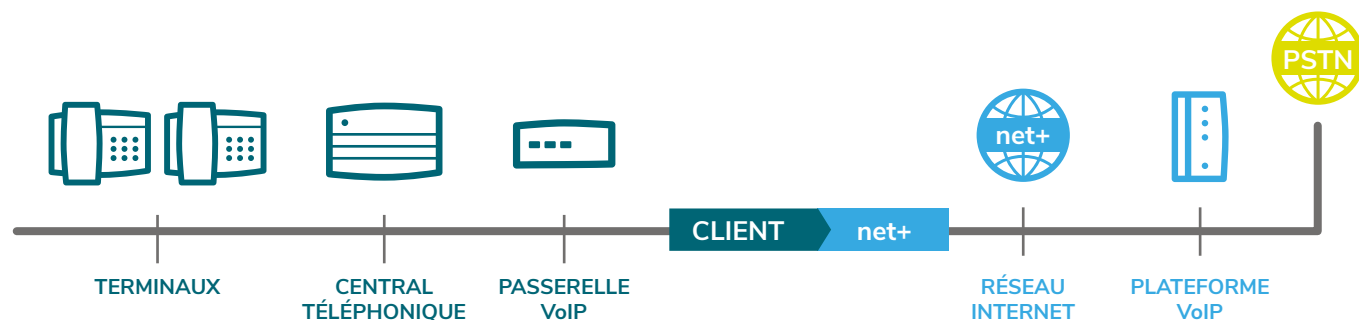 PSTN
net+
CLIENT
net+
TERMINAUX
CENTRAL
TÉLÉPHONIQUE
PASSERELLE
VoIP
RÉSEAU
INTERNET
PLATEFORME
VoIP